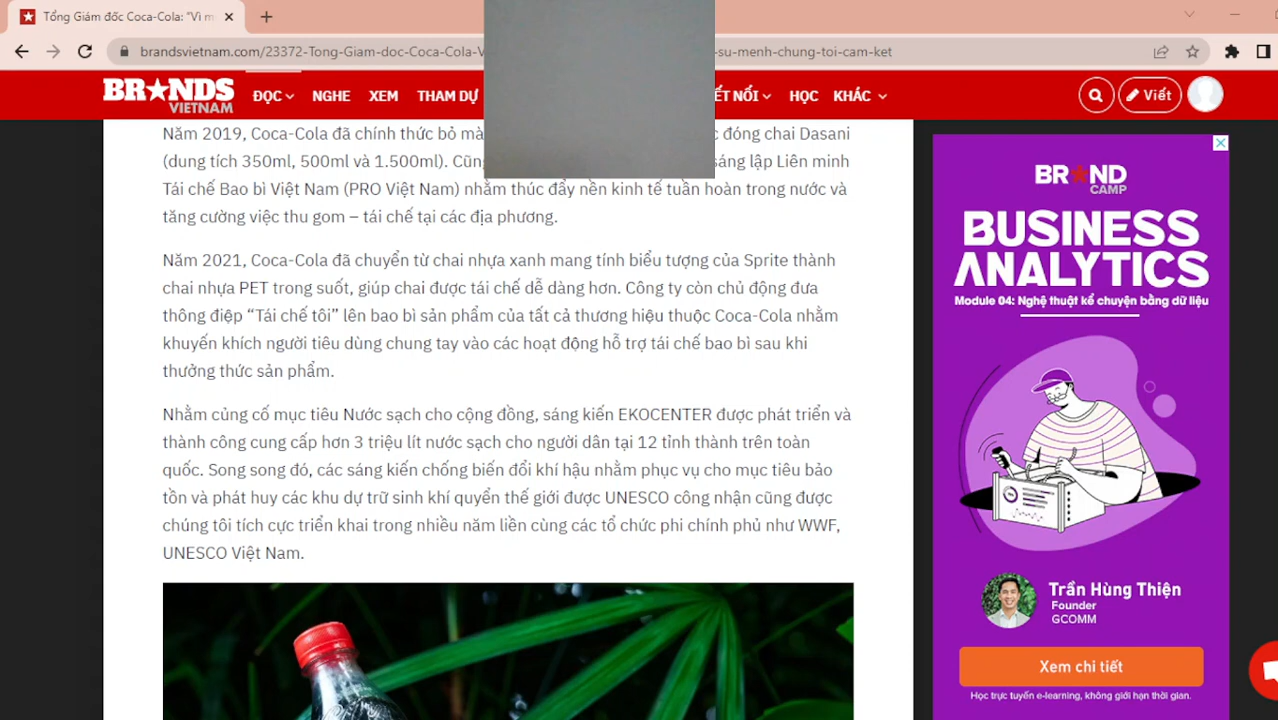 Tổng Giám đốc Coca-Cola: "Vì m
brandsvietnam.com/23372-Tong-Giam-doc-Coca-Cola-V
-su-menh-chung-toi-cam-ket
BRANDS
VIETNAM
ĐỌC
NGHE
XEM
THAM DỰ
ẾT NỐI
HỌC
KHÁC
Viết
Năm 2019, Coca-Cola đã chính thức bỏ mà
đóng chai Dasani
(dung tích 350ml, 500ml và 1.500ml). Cũng
sáng lập Liên minh
Tái chế Bao bì Việt Nam (PRO Việt Nam) nhằm thúc đẩy nền kinh tế tuần hoàn trong nước và
tăng cường việc thu gom – tái chế tại các địa phương.
Năm 2021, Coca-Cola đã chuyển từ chai nhựa xanh mang tính biểu tượng của Sprite thành
chai nhựa PET trong suốt, giúp chai được tái chế dễ dàng hơn. Công ty còn chủ động đưa
thông điệp “Tái chế tôi” lên bao bì sản phẩm của tất cả thương hiệu thuộc Coca-Cola nhằm
khuyến khích người tiêu dùng chung tay vào các hoạt động hỗ trợ tái chế bao bì sau khi
thưởng thức sản phẩm.
Nhằm củng cố mục tiêu Nước sạch cho cộng đồng, sáng kiến EKOCENTER được phát triển và
thành công cung cấp hơn 3 triệu lít nước sạch cho người dân tại 12 tỉnh thành trên toàn
quốc. Song song đó, các sáng kiến chống biến đổi khí hậu nhằm phục vụ cho mục tiêu bảo
tồn và phát huy các khu dự trữ sinh khí quyển thế giới được UNESCO công nhận cũng được
chúng tôi tích cực triển khai trong nhiều năm liền cùng các tổ chức phi chính phủ như WWF,
UNESCO Việt Nam.
BRAND
CAMP
BUSINESS
ANALYTICS
Module 04: Nghệ thuật kể chuyện bằng dữ liệu
Trần Hùng Thiện
Founder
GCOMM
Xem chi tiết
Học trực tuyến e-learning, không giới hạn thời gian.